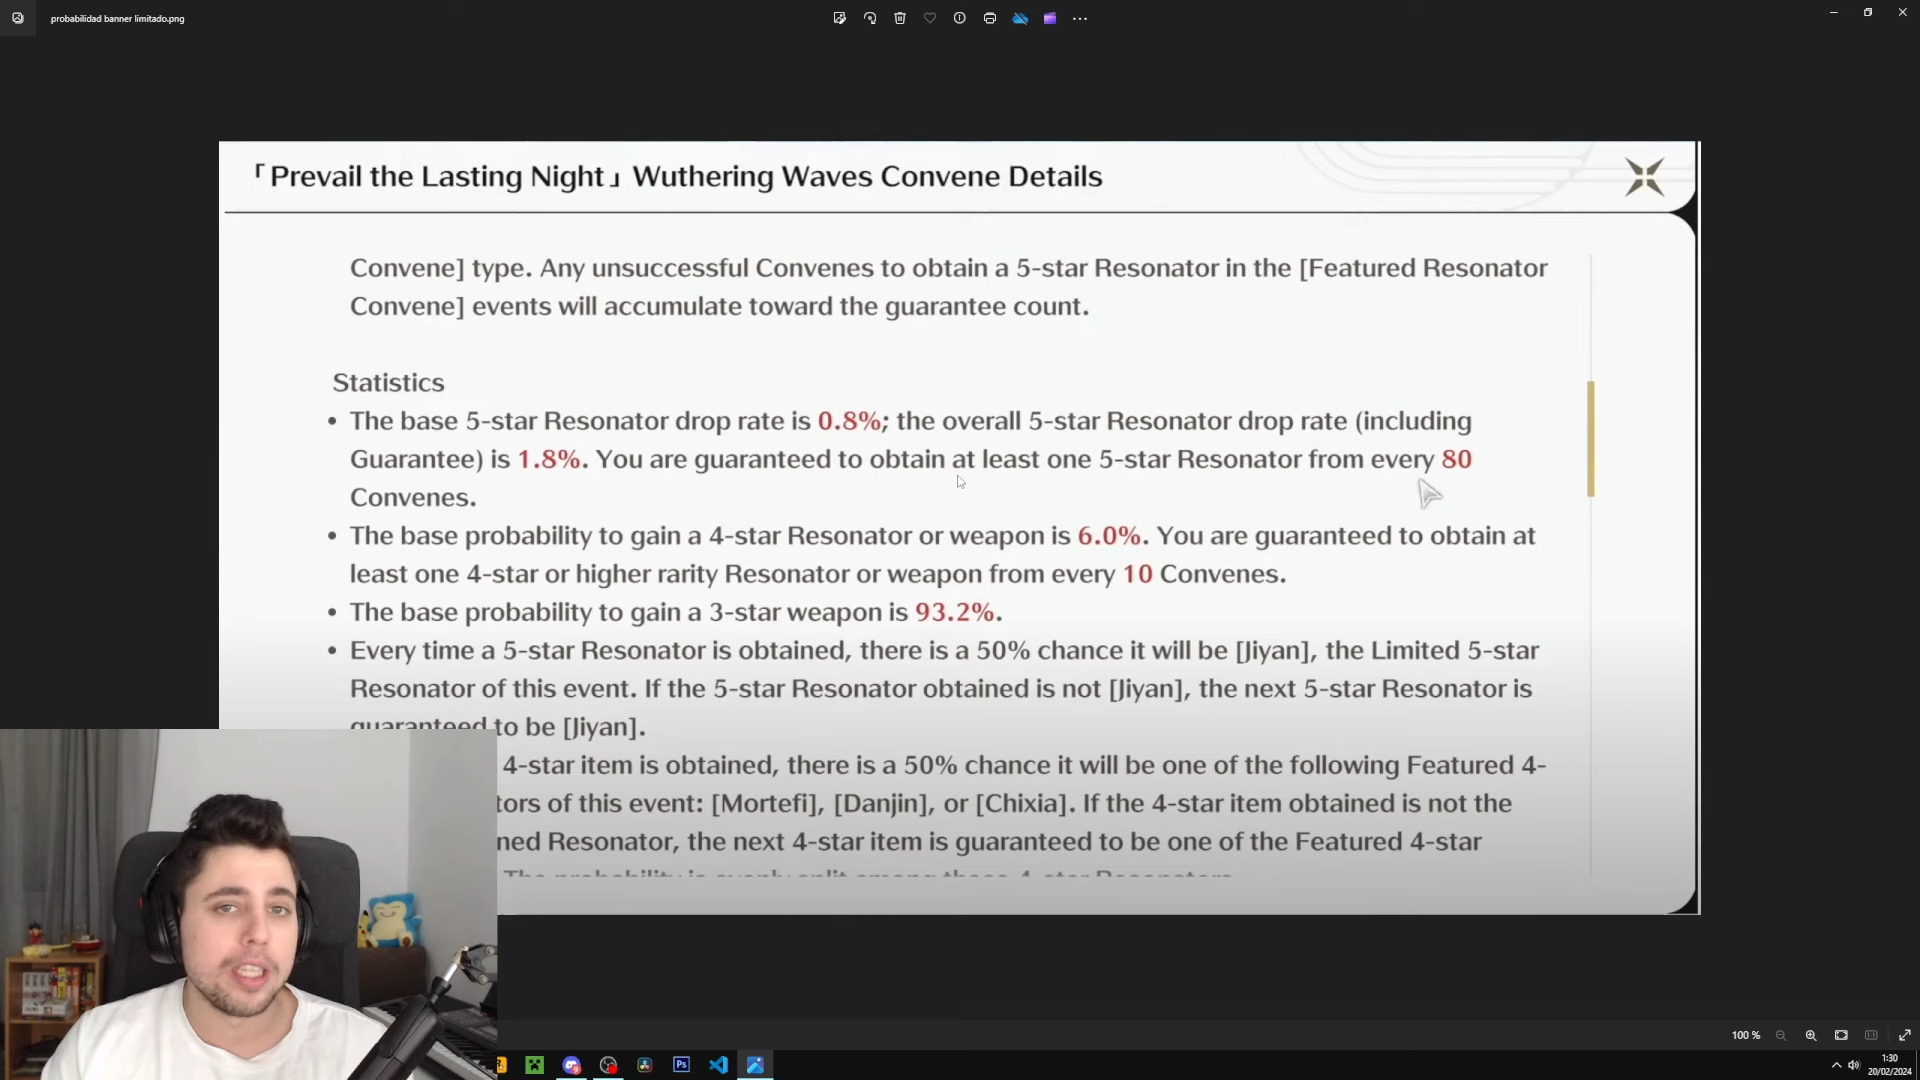 probabilidad banner limitado.png
「Prevail the Lasting Night」 Wuthering Waves Convene Details
Convene] type. Any unsuccessful Convenes to obtain a 5-star Resonator in the [Featured Resonator
Convene] events will accumulate toward the guarantee count.
Statistics
• The base 5-star Resonator drop rate is 0.8%; the overall 5-star Resonator drop rate (including
Guarantee) is 1.8%. You are guaranteed to obtain at least one 5-star Resonator from every 80
Convenes.
• The base probability to gain a 4-star Resonator or weapon is 6.0%. You are guaranteed to obtain at
least one 4-star or higher rarity Resonator or weapon from every 10 Convenes.
• The base probability to gain a 3-star weapon is 93.2%.
• Every time a 5-star Resonator is obtained, there is a 50% chance it will be [Jiyan], the Limited 5-star
Resonator of this event. If the 5-star Resonator obtained is not [Jiyan], the next 5-star Resonator is
guaranteed to be [Jiyan].
4-star item is obtained, there is a 50% chance it will be one of the following Featured 4-
tors of this event: [Mortefi], [Danjin], or [Chixia]. If the 4-star item obtained is not the
ned Resonator, the next 4-star item is guaranteed to be one of the Featured 4-star
The probability is evenly split among these 4-star Resonators.
100 %
Ps
1:30
20/02/2024